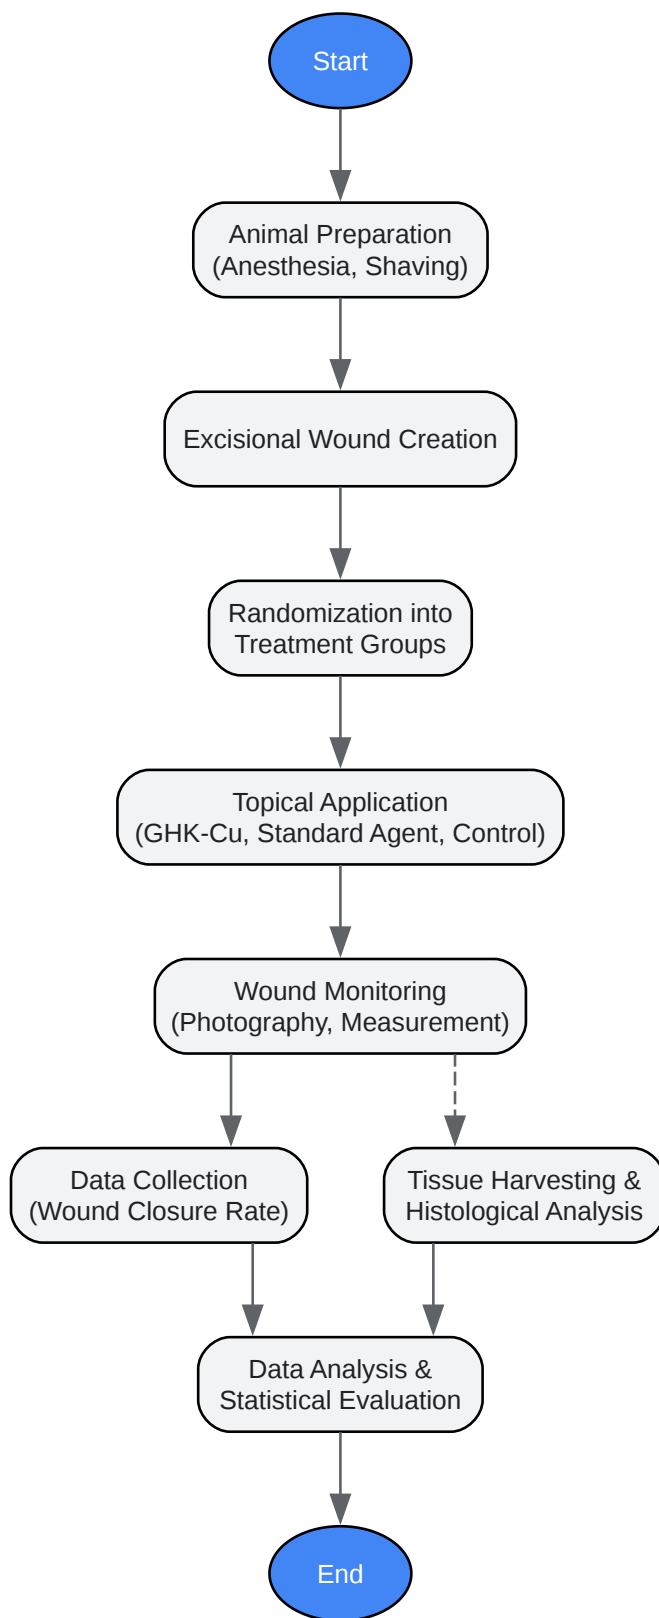 Start
Animal Preparation
(Anesthesia, Shaving)
Excisional Wound Creation
Randomization into
Treatment Groups
Topical Application
(GHK-Cu, Standard Agent, Control)
Wound Monitoring
(Photography, Measurement)
Data Collection
(Wound Closure Rate)
Tissue Harvesting &
Histological Analysis
Data Analysis &
Statistical Evaluation
End